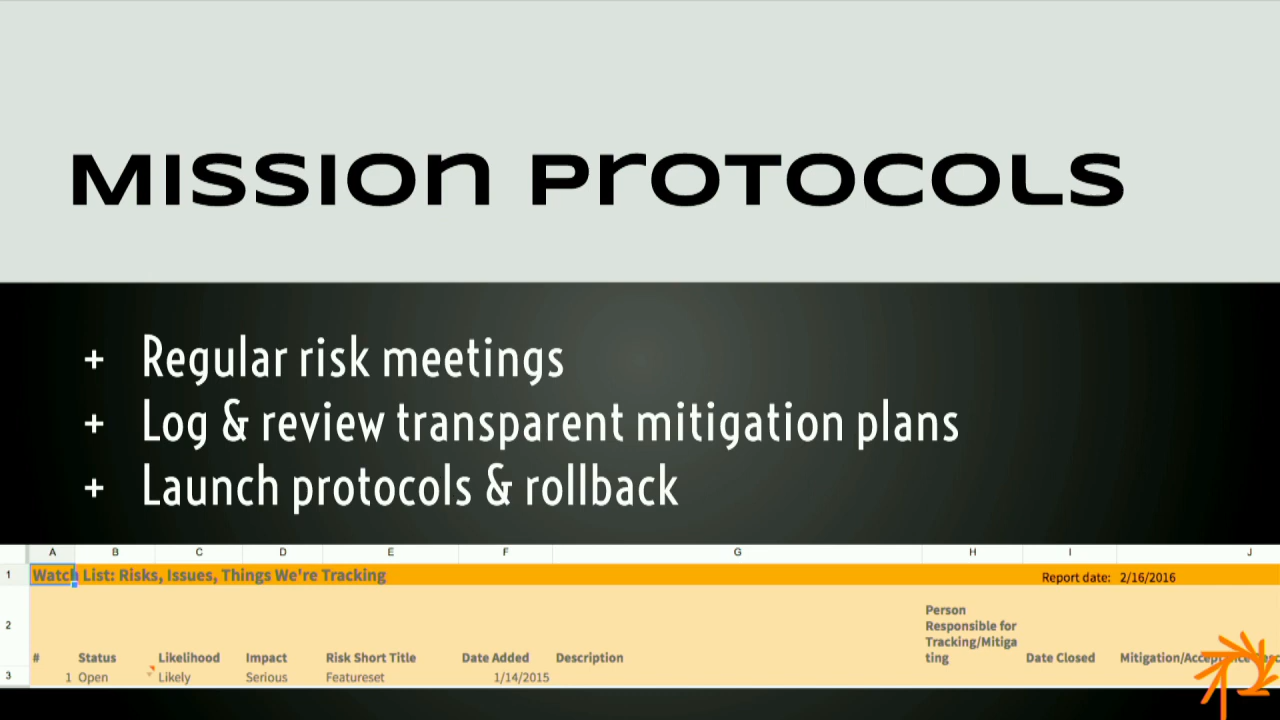 MISSION PROTOCOLS
+ Regular risk meetings
+ Log & review transparent mitigation plans
+ Launch protocols & rollback
A B C D E F G H I J
1 Watch List: Risks, Issues, Things We're Tracking Report date: 2/16/2016
Person
Responsible for
2 Tracking/Mitiga
# Status Likelihood Impact Risk Short Title Date Added Description ting Date Closed
3 1 Open Likely Serious Featureset 1/14/2015